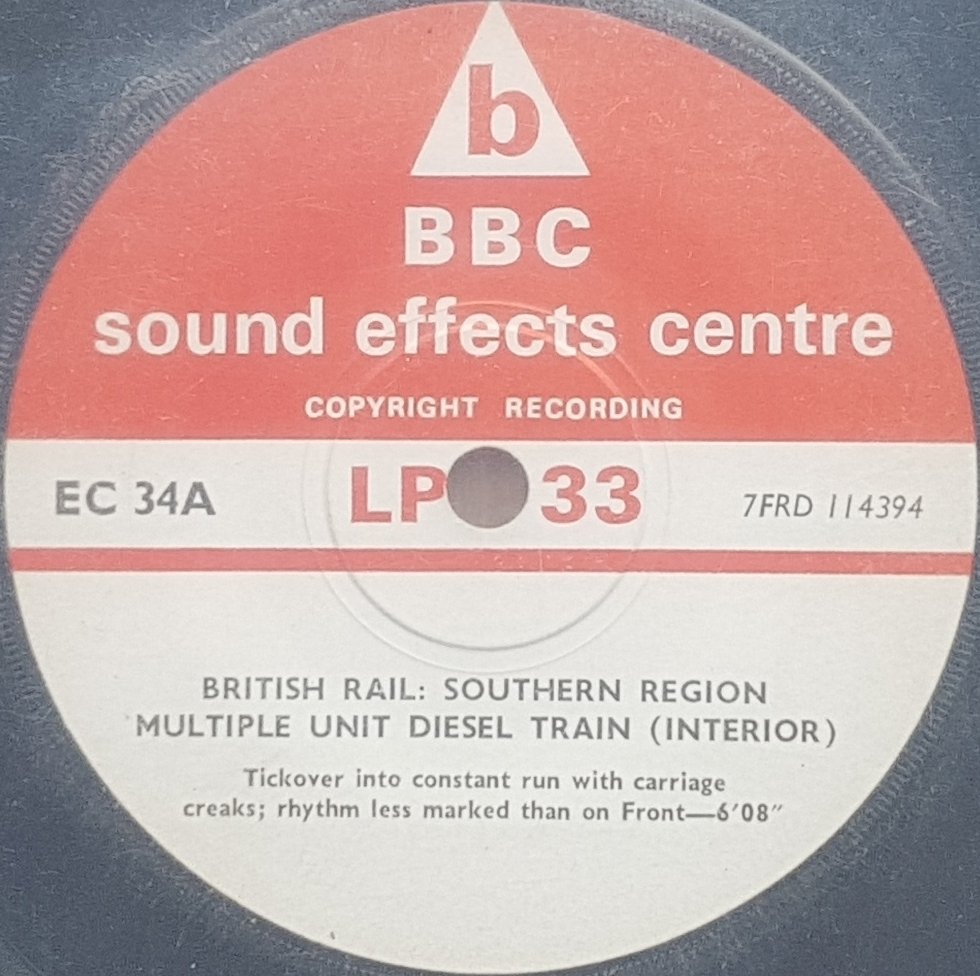 b
BBC
sound effects centre
COPYRIGHT RECORDING
EC 34A LP 33 7FRD 114394
BRITISH RAIL: SOUTHERN REGION
MULTIPLE UNIT DIESEL TRAIN (INTERIOR)
Tickover into constant run with carriage
creaks; rhythm less marked than on Front—6′08″